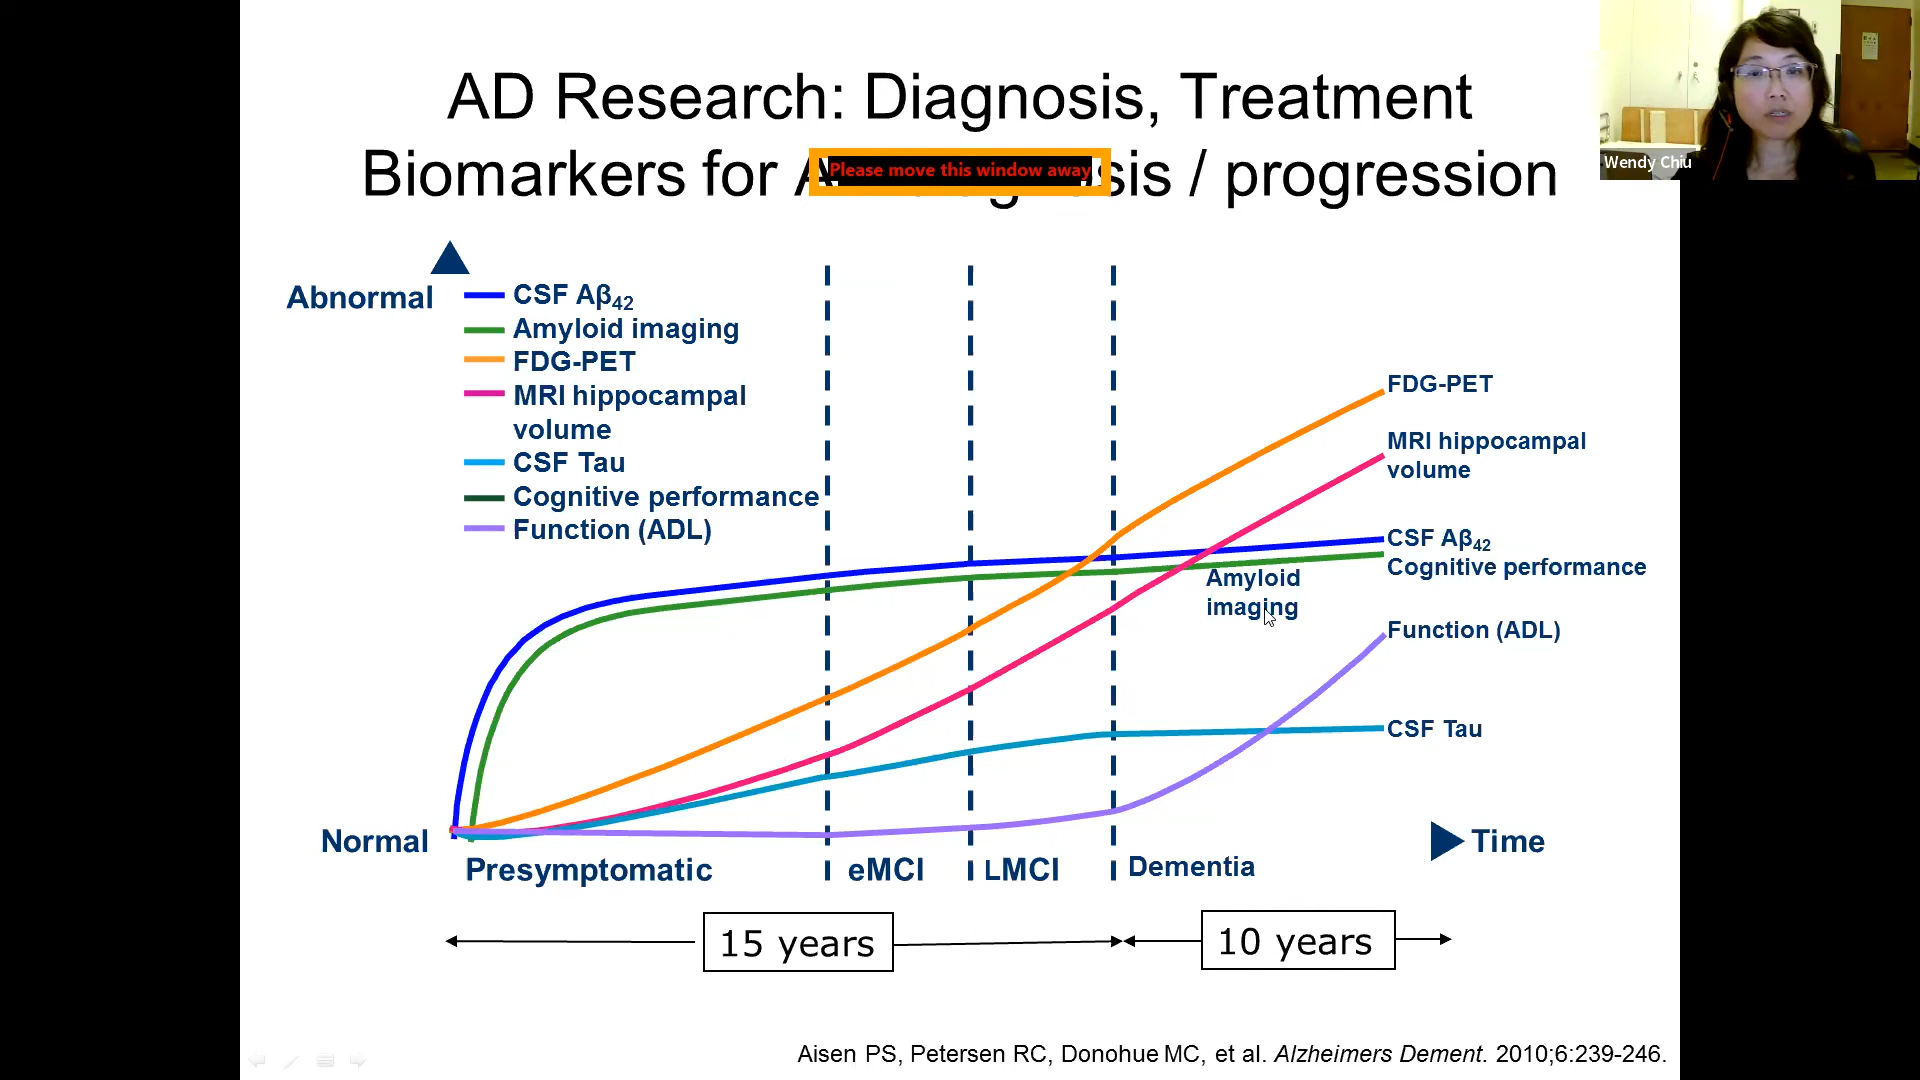 AD Research: Diagnosis, Treatment
Biomarkers for / progression
Please move this window away
Wendy Chiu
Abnormal
CSF Aβ42
Amyloid imaging
FDG-PET
MRI hippocampal
volume
CSF Tau
Cognitive performance
Function (ADL)
FDG-PET
MRI hippocampal
volume
CSF Aβ42
Cognitive performance
Amyloid
imaging
Function (ADL)
CSF Tau
Normal
Time
Presymptomatic
eMCI
LMCI
Dementia
15 years
10 years
Aisen PS, Petersen RC, Donohue MC, et al. Alzheimers Dement. 2010;6:239-246.